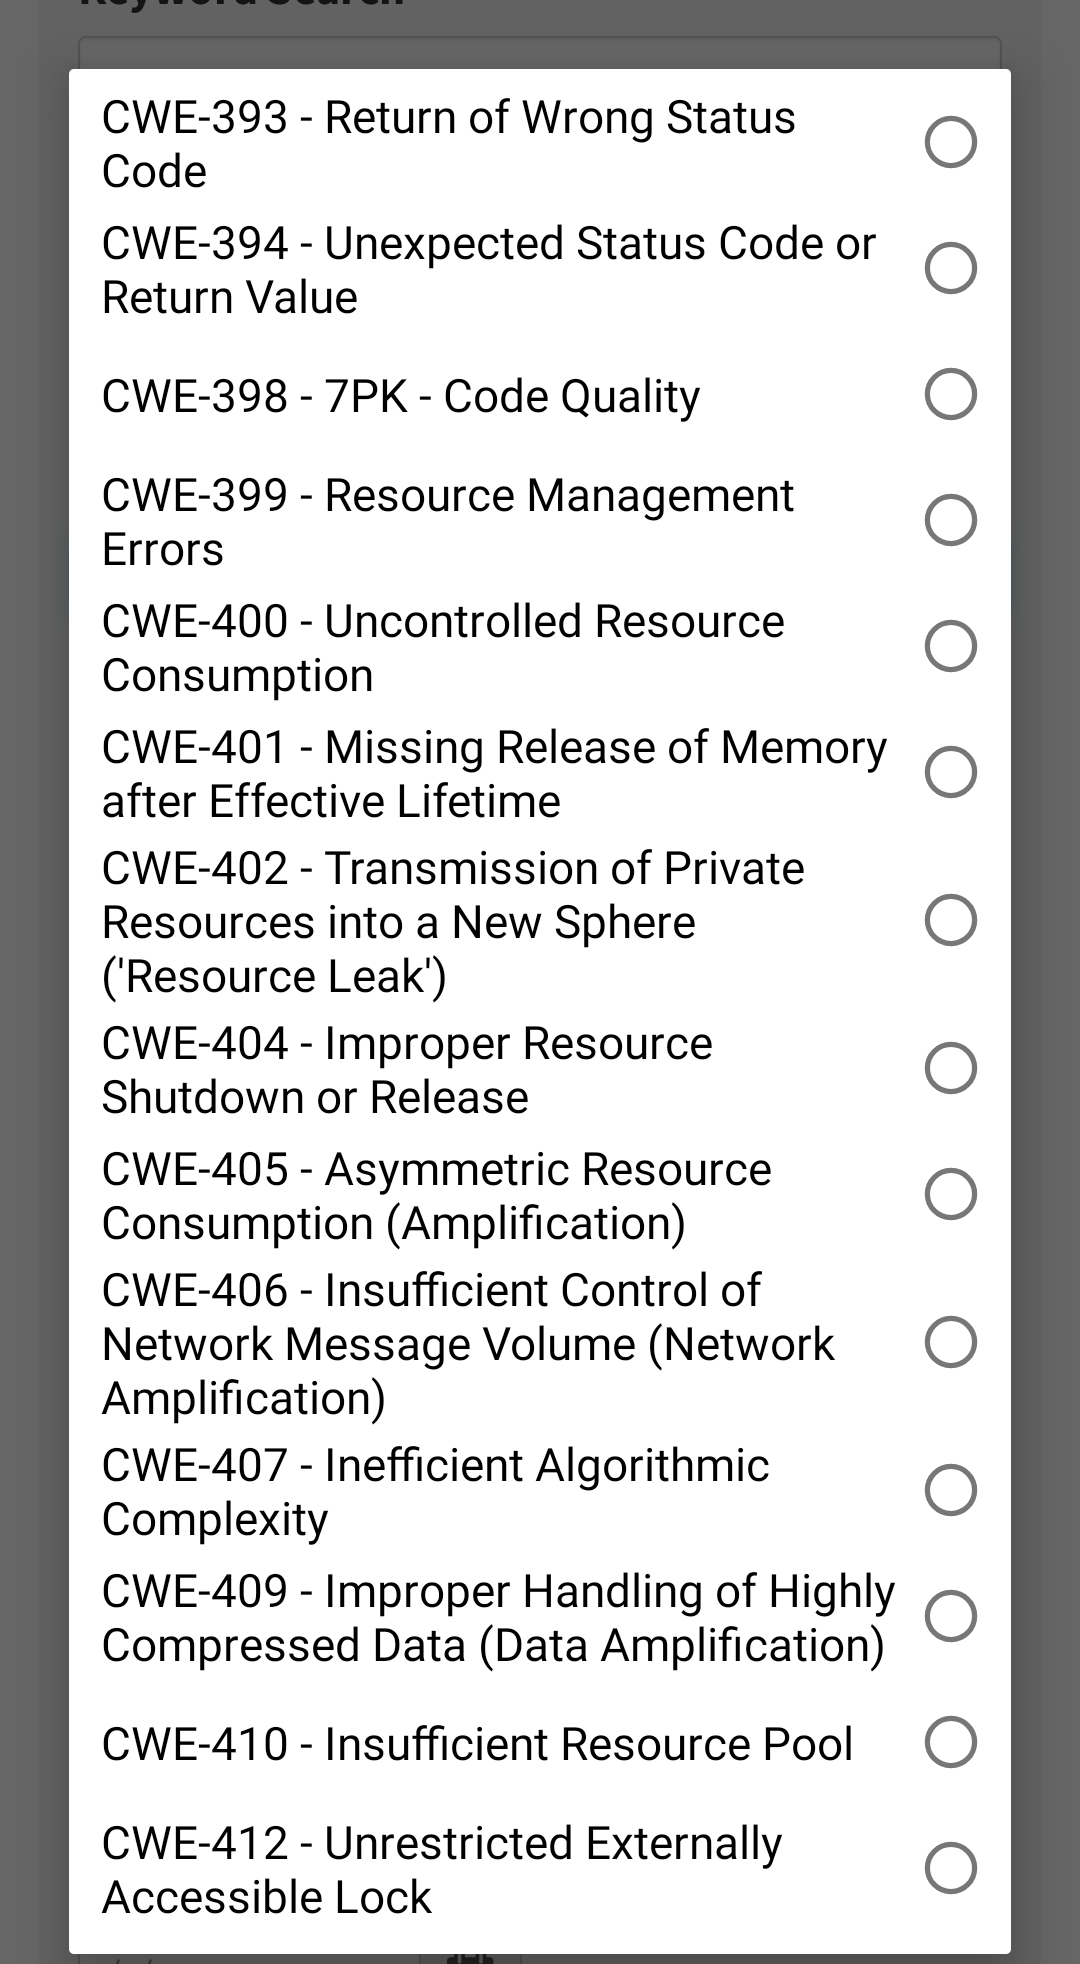 Keyword Search
CWE-393 - Return of Wrong Status
Code
CWE-394 - Unexpected Status Code or
Return Value
CWE-398 - 7PK - Code Quality
CWE-399 - Resource Management
Errors
CWE-400 - Uncontrolled Resource
Consumption
CWE-401 - Missing Release of Memory
after Effective Lifetime
CWE-402 - Transmission of Private
Resources into a New Sphere
('Resource Leak')
CWE-404 - Improper Resource
Shutdown or Release
CWE-405 - Asymmetric Resource
Consumption (Amplification)
CWE-406 - Insufficient Control of
Network Message Volume (Network
Amplification)
CWE-407 - Inefficient Algorithmic
Complexity
CWE-409 - Improper Handling of Highly
Compressed Data (Data Amplification)
CWE-410 - Insufficient Resource Pool
CWE-412 - Unrestricted Externally
Accessible Lock